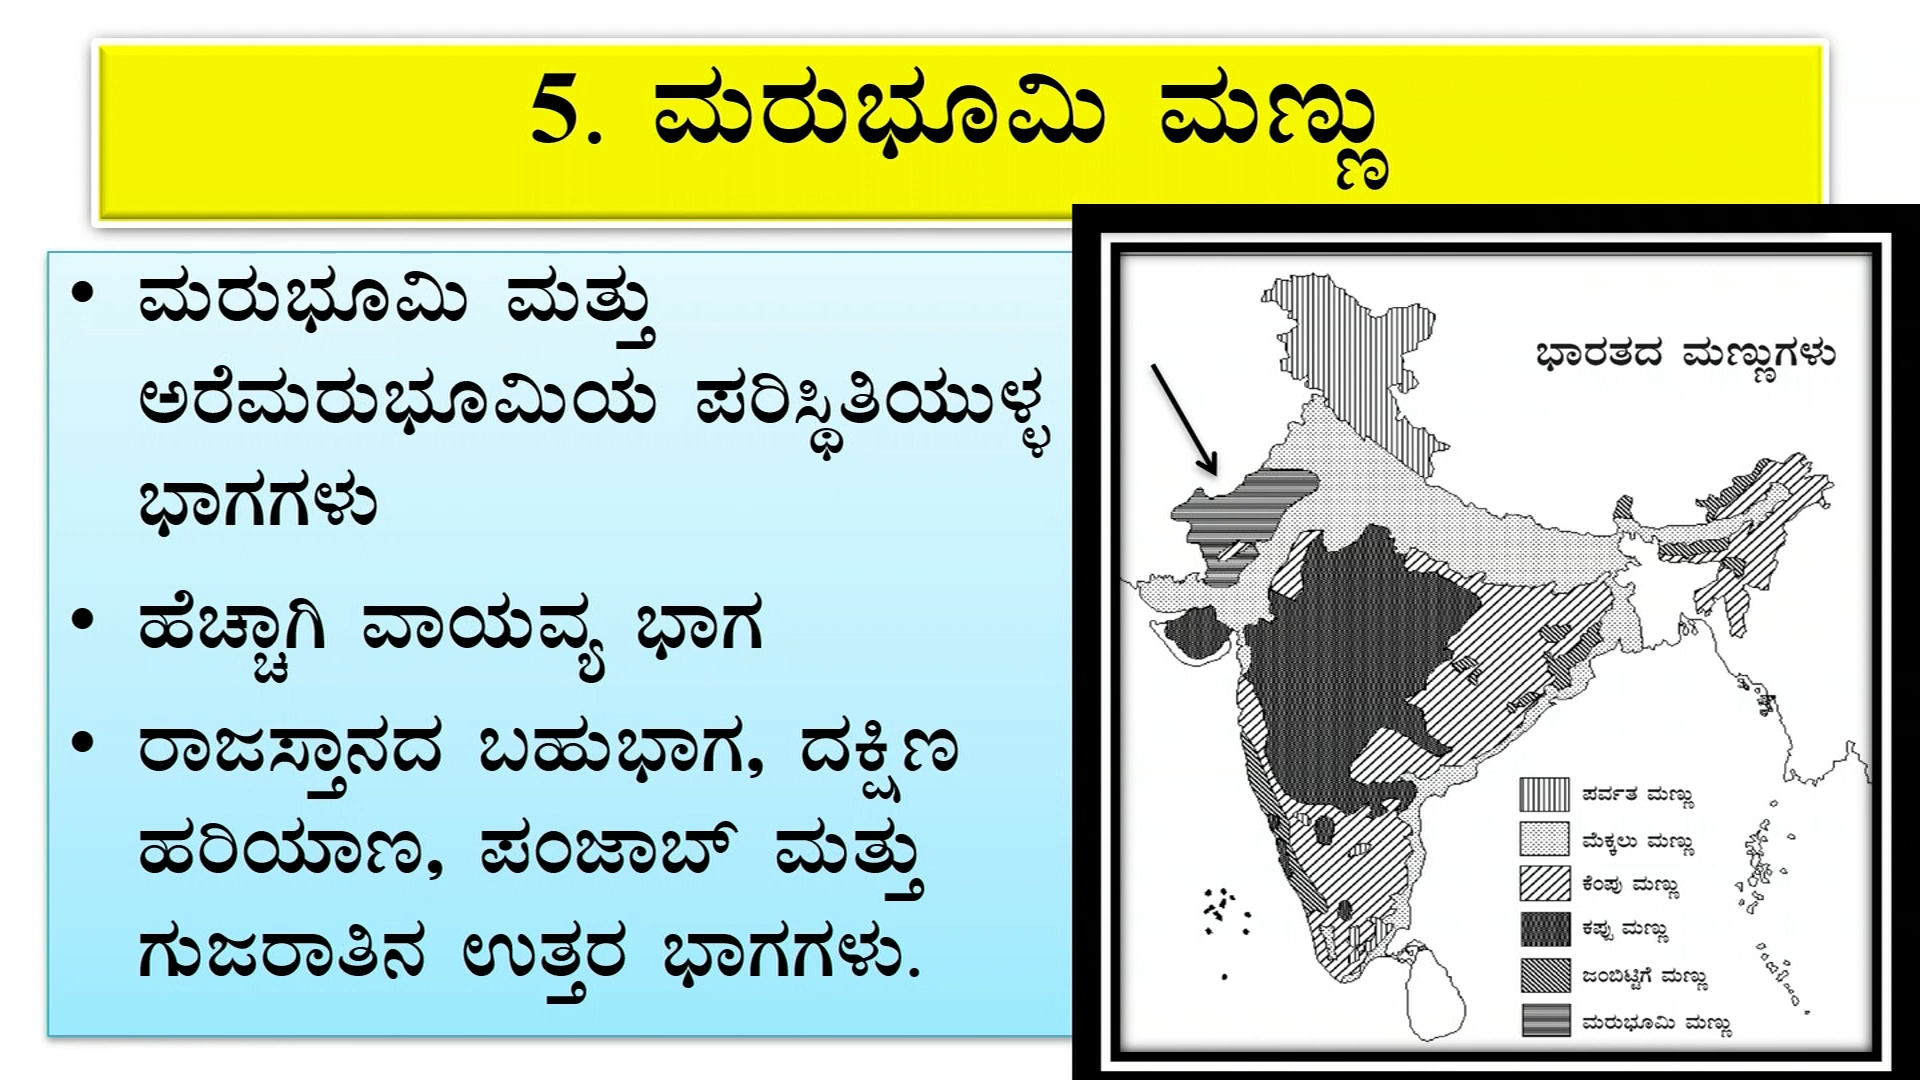 5. ಮರುಭೂಮಿ ಮಣ್ಣು
• ಮರುಭೂಮಿ ಮತ್ತು
ಅರೆಮರುಭೂಮಿಯ ಪರಿಸ್ಥಿತಿಯುಳ್ಳ
ಭಾಗಗಳು
• ಹೆಚ್ಚಾಗಿ ವಾಯವ್ಯ ಭಾಗ
• ರಾಜಸ್ತಾನದ ಬಹುಭಾಗ, ದಕ್ಷಿಣ
ಹರಿಯಾಣ, ಪಂಜಾಬ್ ಮತ್ತು
ಗುಜರಾತಿನ ಉತ್ತರ ಭಾಗಗಳು.
ಭಾರತದ ಮಣ್ಣುಗಳು
ಪರ್ವತ ಮಣ್ಣು
ಮೆಕ್ಕಲು ಮಣ್ಣು
ಕೆಂಪು ಮಣ್ಣು
ಕಪ್ಪು ಮಣ್ಣು
ಜಂಬಿಟ್ಟಿಗೆ ಮಣ್ಣು
ಮರುಭೂಮಿ ಮಣ್ಣು